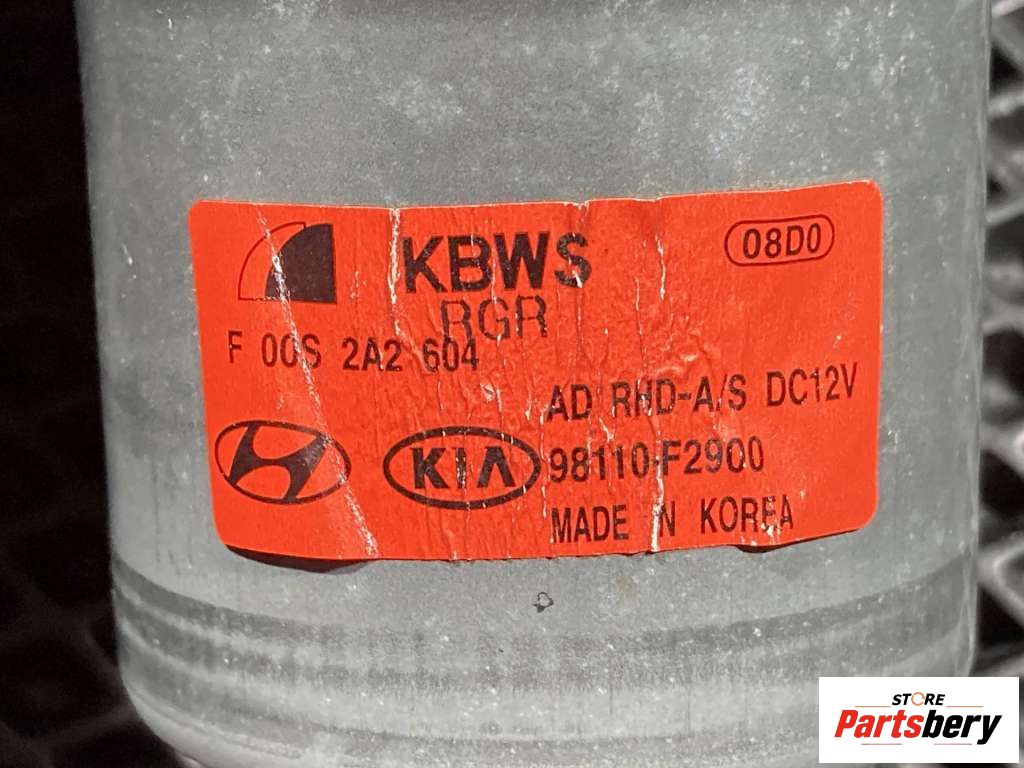 KBWS
08D0
RGR
F 00S 2A2 604
AD RHD-A/S DC12V
KIA
98110-F2900
MADE IN KOREA
STORE
Partsbery